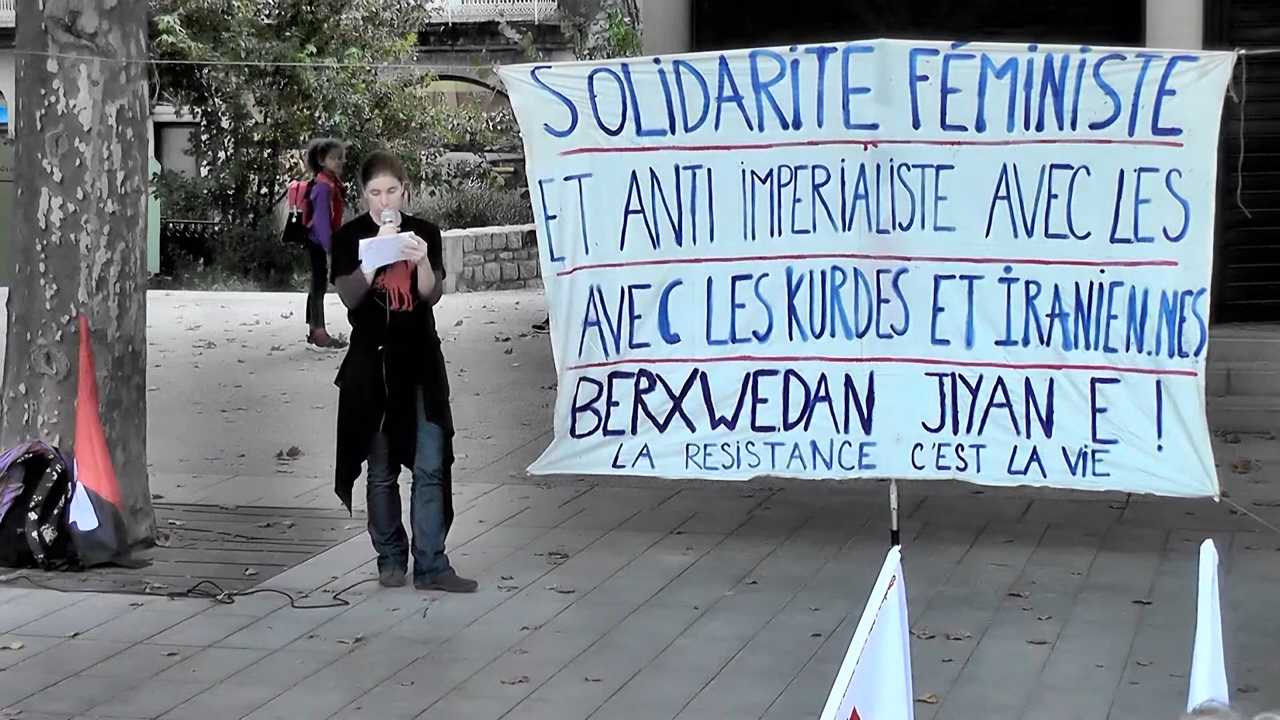 SOLIDARITE FÉMINISTE
ET ANTI IMPERIALISTE AVEC LES
AVEC LES KURDES ET IRANIEN.NES
BERXWEDAN JIYAN E !
LA RESISTANCE C'EST LA VIE